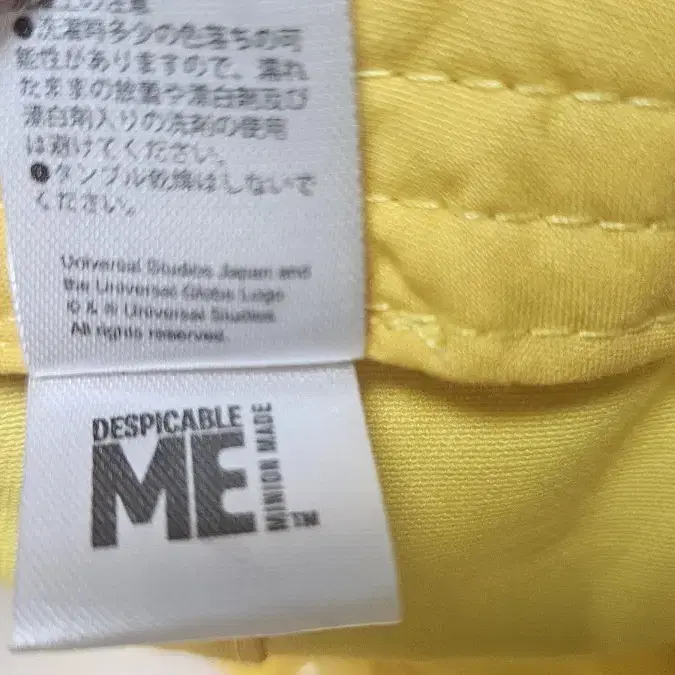 の注意
●洗濯時多少の色落ちの可
能性がありますので、濡れ
たままの放置や漂白剤及び
漂白剤入りの洗剤の使用
は避けてください。
●タンブル乾燥はしないで
ください。
Universal Studios Japan and
the Universal Globe Logo
© & ® Universal Studios.
All rights reserved.
DESPICABLE
ME
MINION MADE
TM